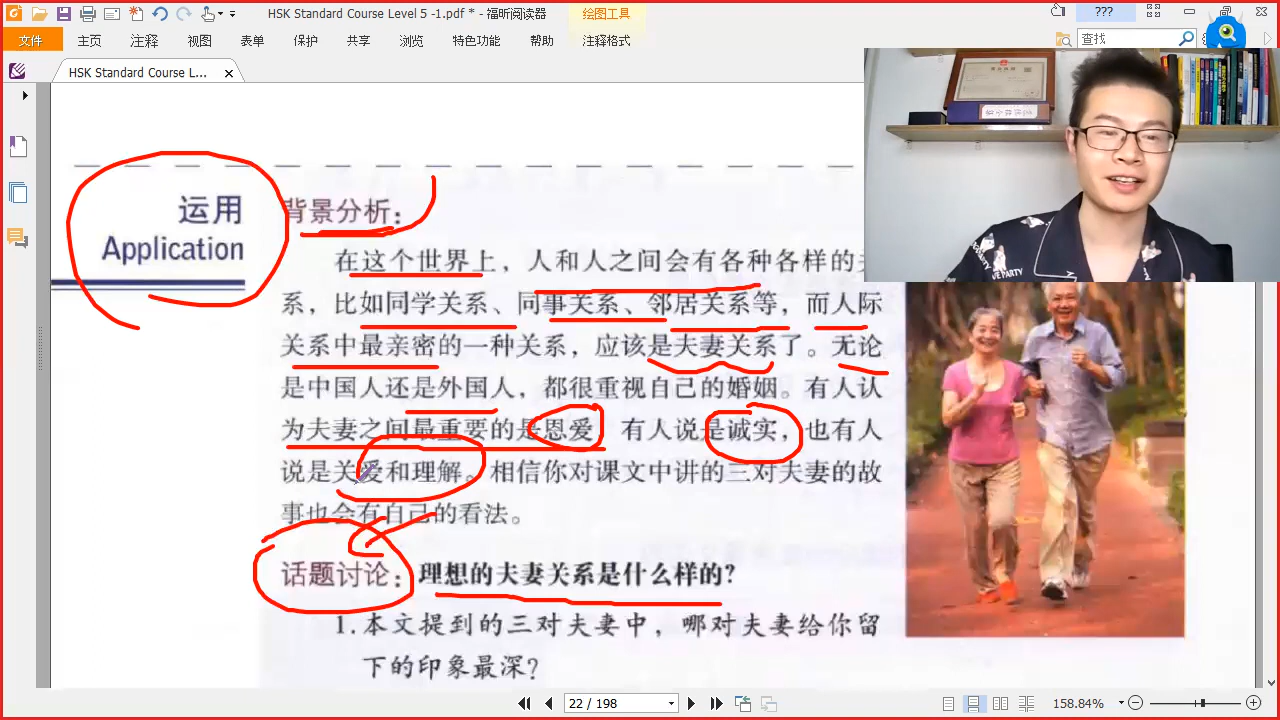 HSK Standard Course Level 5 -1.pdf * - 福昕阅读器
绘图工具
???
文件 主页 注释 视图 表单 保护 共享 浏览 特色功能 帮助 注释格式
查找
HSK Standard Course L...
运用
Application
背景分析：
在这个世界上，人和人之间会有各种各样的
系，比如同学关系、同事关系、邻居关系等，而人际
关系中最亲密的一种关系，应该是夫妻关系了。无论
是中国人还是外国人，都很重视自己的婚姻。有人认
为夫妻之间最重要的是恩爱 有人说是诚实，也有人
说是关爱和理解。相信你对课文中讲的三对夫妻的故
事也会有自己的看法。
话题讨论：理想的夫妻关系是什么样的？
1. 本文提到的三对夫妻中，哪对夫妻给你留
下的印象最深？
22 / 198
158.84%